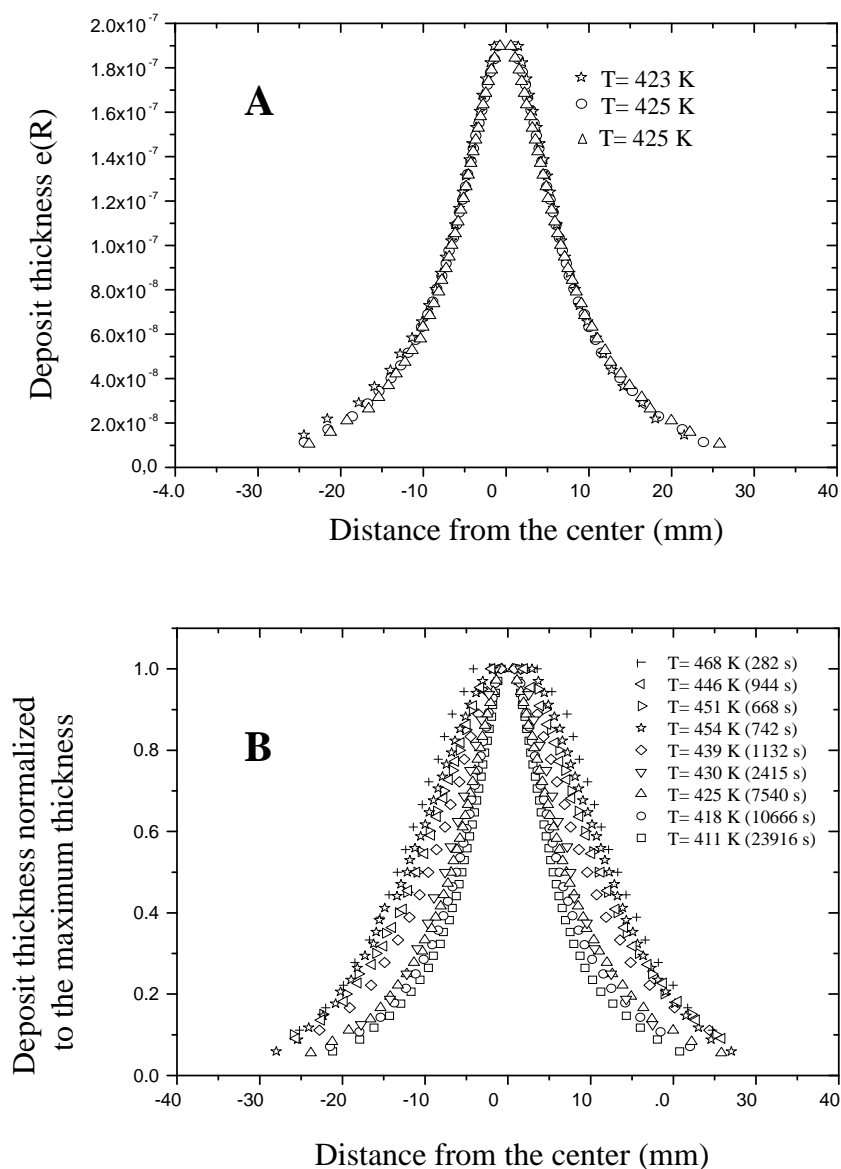 2.0x10-7
1.8x10-7
1.6x10-7
1.4x10-7
1.2x10-7
1.0x10-7
8.0x10-8
6.0x10-8
4.0x10-8
2.0x10-8
0,0
Deposit thickness e(R)
A
T= 423 K
T= 425 K
T= 425 K
-4.0 -30 -20 -10 0 10 20 30 40
Distance from the center (mm)
1.0
0.8
0.6
0.4
0.2
0.0
Deposit thickness normalized
to the maximum thickness
B
T= 468 K (282 s)
T= 446 K (944 s)
T= 451 K (668 s)
T= 454 K (742 s)
T= 439 K (1132 s)
T= 430 K (2415 s)
T= 425 K (7540 s)
T= 418 K (10666 s)
T= 411 K (23916 s)
-40 -30 -20 -10 0 10 .0 30 40
Distance from the center (mm)